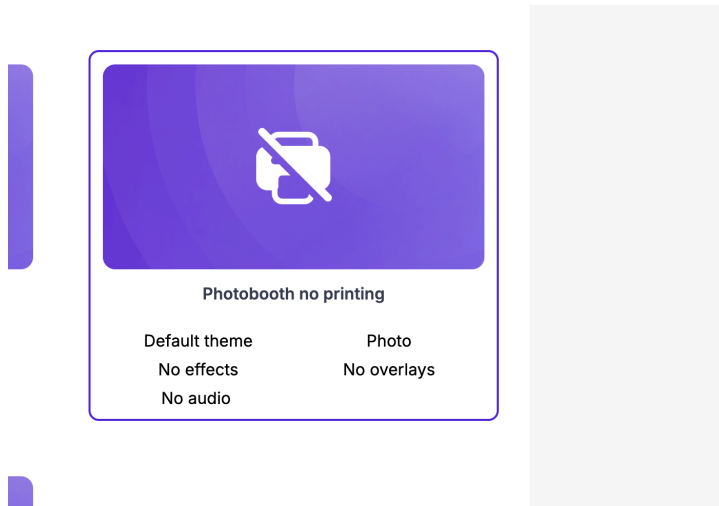 Photobooth no printing
Default theme
Photo
No effects
No overlays
No audio